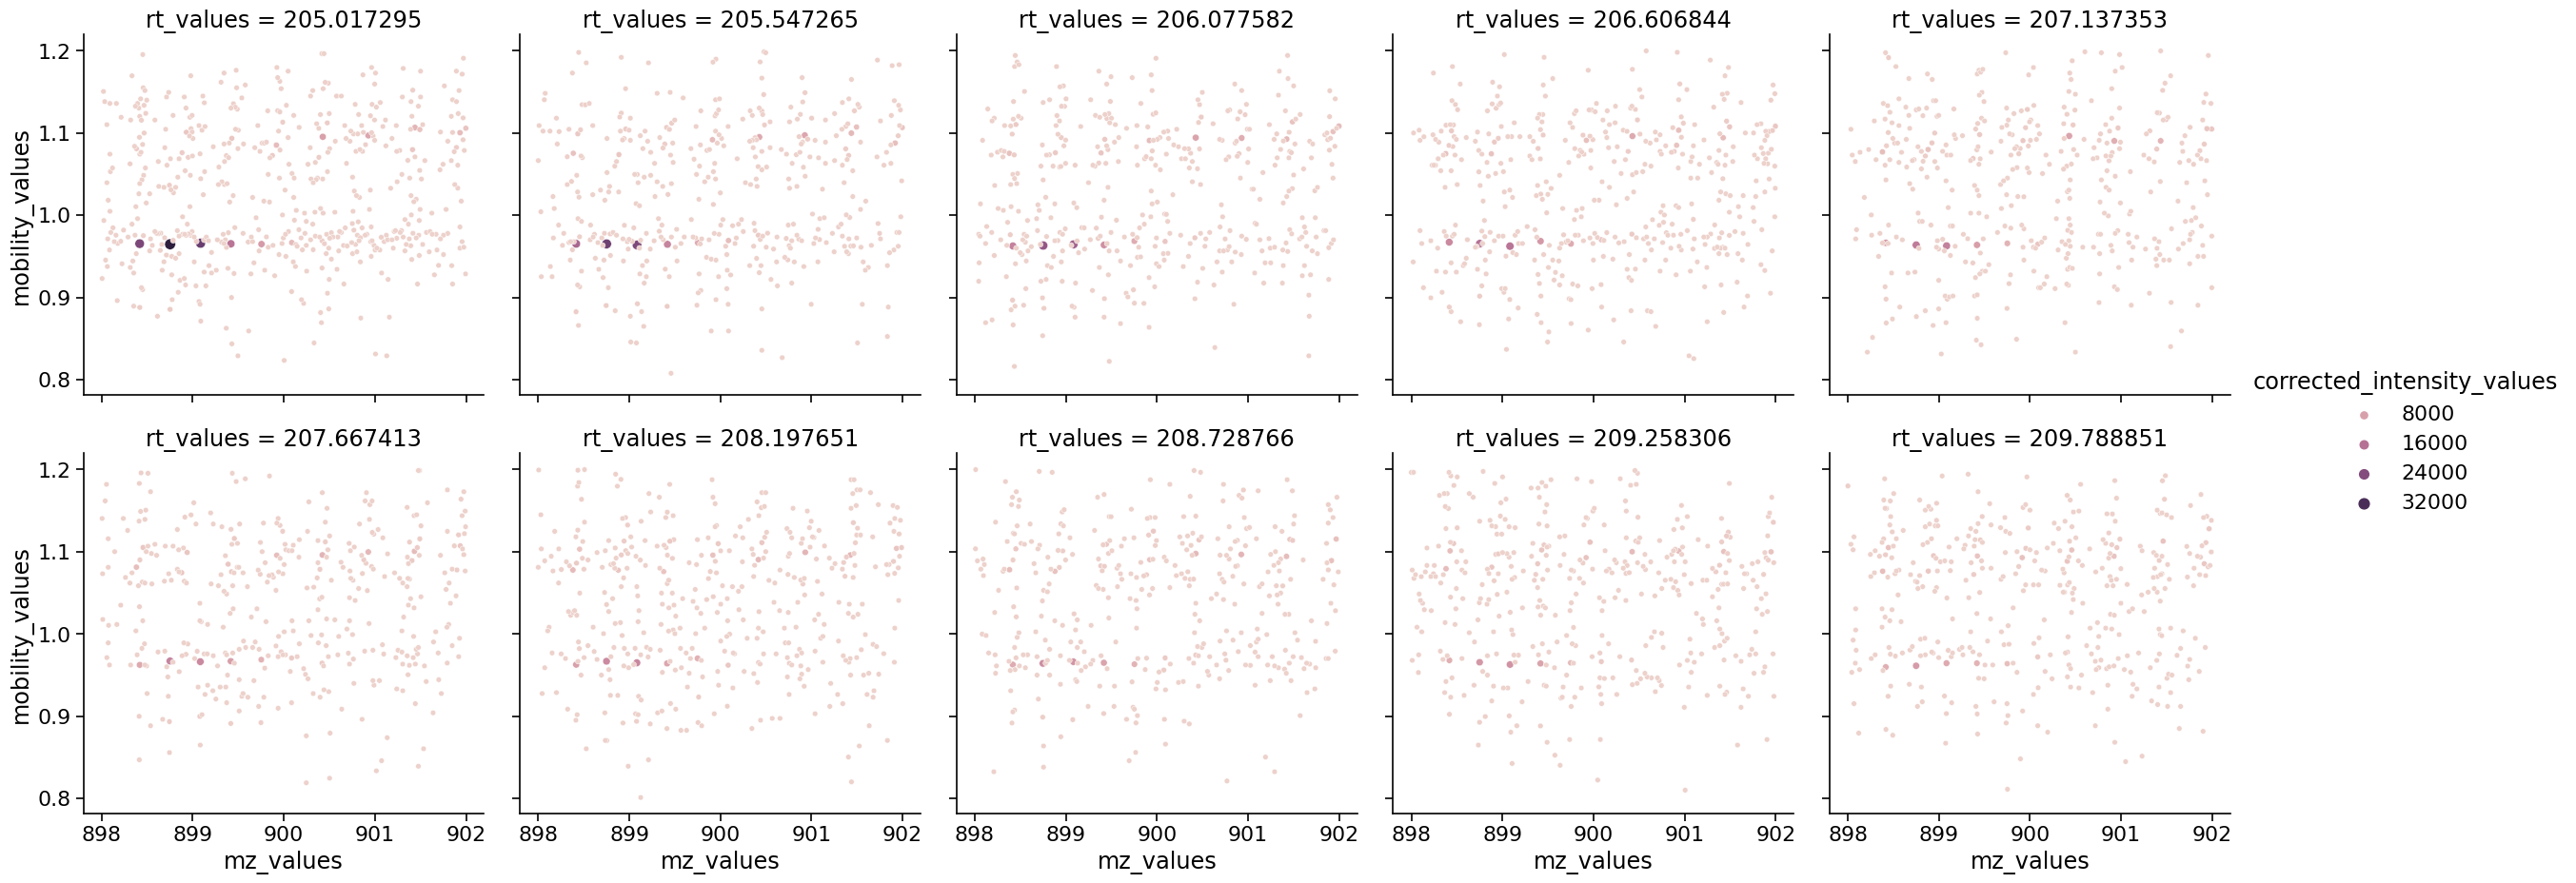 rt_values = 205.017295
rt_values = 205.547265
rt_values = 206.077582
rt_values = 206.606844
rt_values = 207.137353
1.2
1.1
1.0
0.9
0.8
mobility_values
rt_values = 207.667413
rt_values = 208.197651
rt_values = 208.728766
rt_values = 209.258306
rt_values = 209.788851
1.2
1.1
1.0
0.9
0.8
mobility_values
898 899 900 901 902
898 899 900 901 902
898 899 900 901 902
898 899 900 901 902
898 899 900 901 902
mz_values
mz_values
mz_values
mz_values
mz_values
corrected_intensity_values
8000
16000
24000
32000